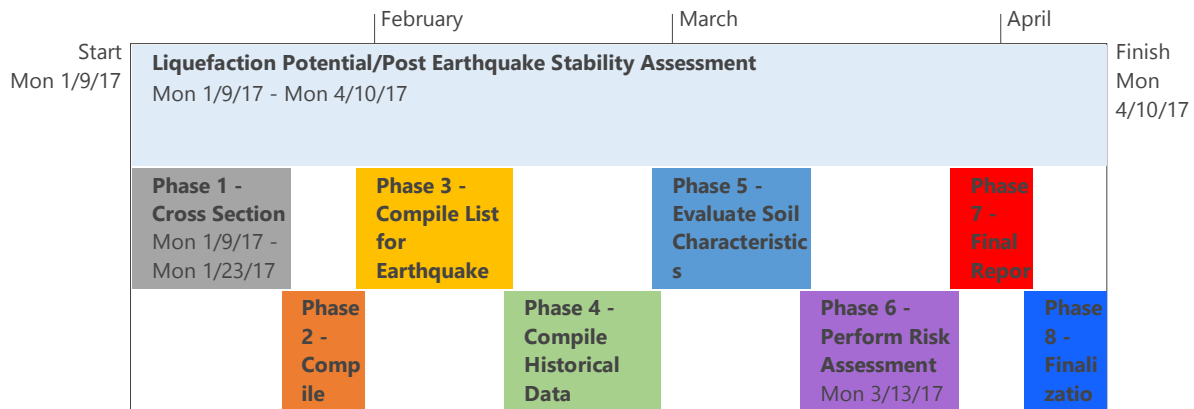 February
March
April
Start
Mon 1/9/17
Finish
Mon
4/10/17
Liquefaction Potential/Post Earthquake Stability Assessment
Mon 1/9/17 - Mon 4/10/17
Phase 1 -
Cross Section
Mon 1/9/17 -
Mon 1/23/17
Phase 3 -
Compile List
for
Earthquake
Phase 5 -
Evaluate Soil
Characteristic
s
Phase
7 -
Final
Repor
Phase
2 -
Comp
ile
Phase 4 -
Compile
Historical
Data
Phase 6 -
Perform Risk
Assessment
Mon 3/13/17
Phase
8 -
Finali
zatio